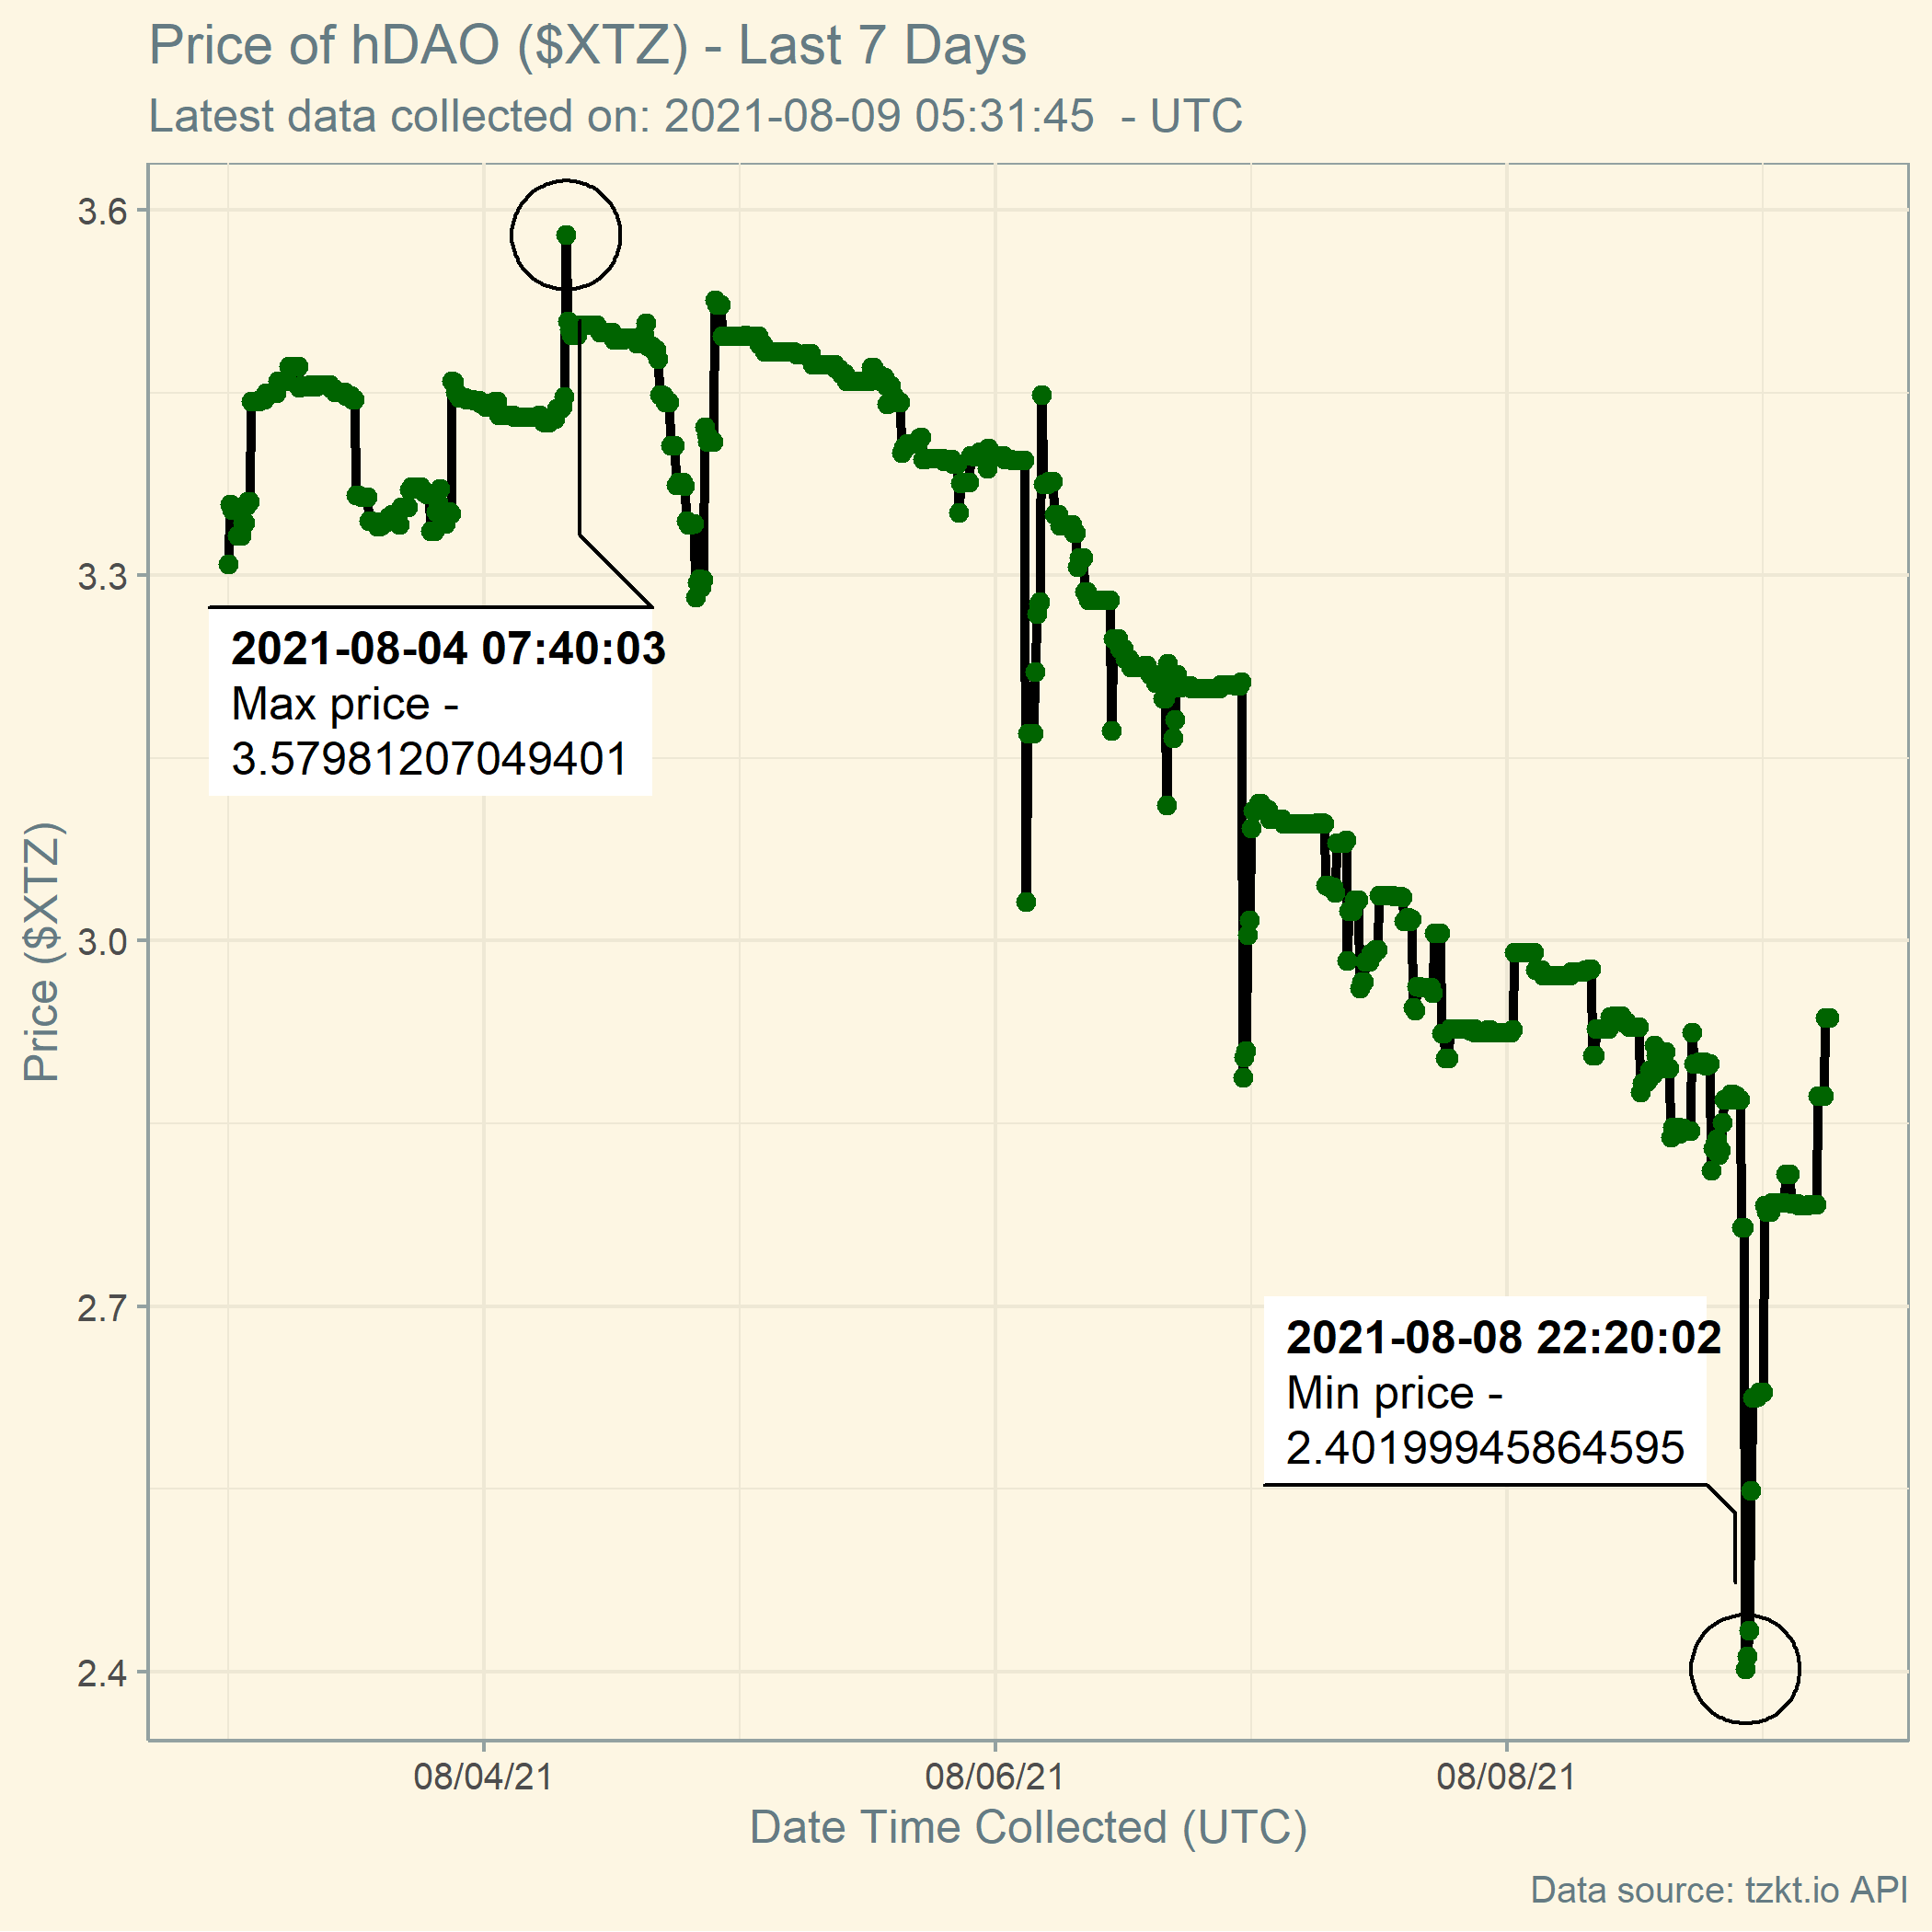 Price of hDAO ($XTZ) - Last 7 Days
Latest data collected on: 2021-08-09 05:31:45  - UTC
3.6
3.3
3.0
2.7
2.4
Price ($XTZ)
2021-08-04 07:40:03
Max price -
3.57981207049401
2021-08-08 22:20:02
Min price -
2.40199945864595
08/04/21
08/06/21
08/08/21
Date Time Collected (UTC)
Data source: tzkt.io API